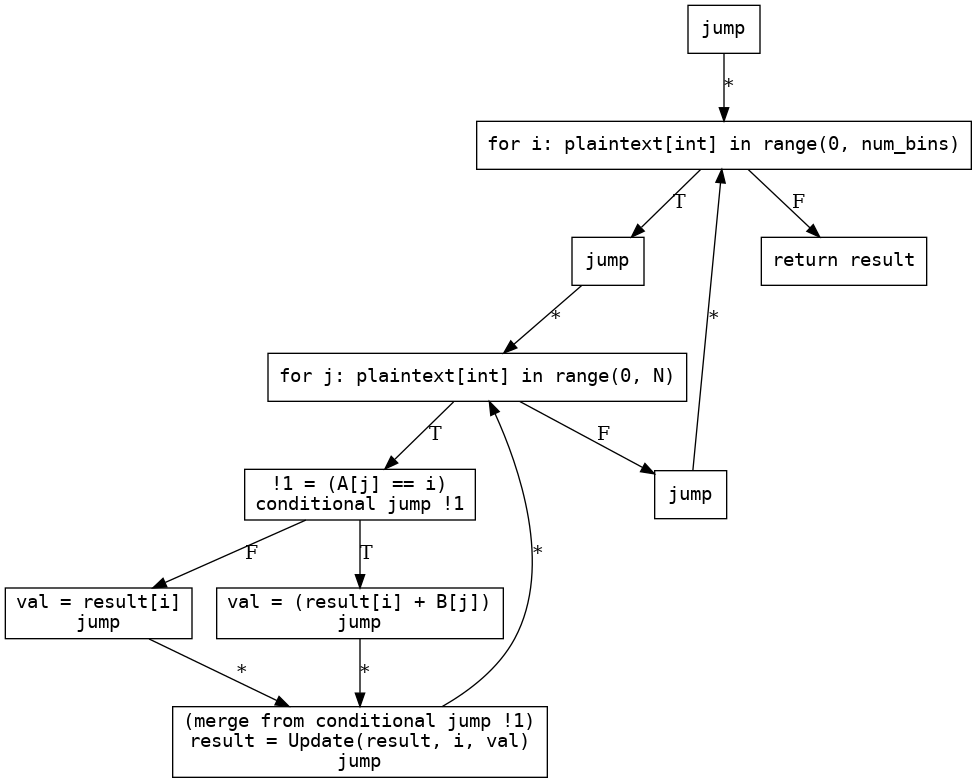 jump
*
for i: plaintext[int] in range(0, num_bins)
T
F
jump
return result
*
*
for j: plaintext[int] in range(0, N)
T
F
!1 = (A[j] == i)
conditional jump !1
jump
F
T
*
val = result[i]
jump
val = (result[i] + B[j])
jump
*
*
(merge from conditional jump !1)
result = Update(result, i, val)
jump